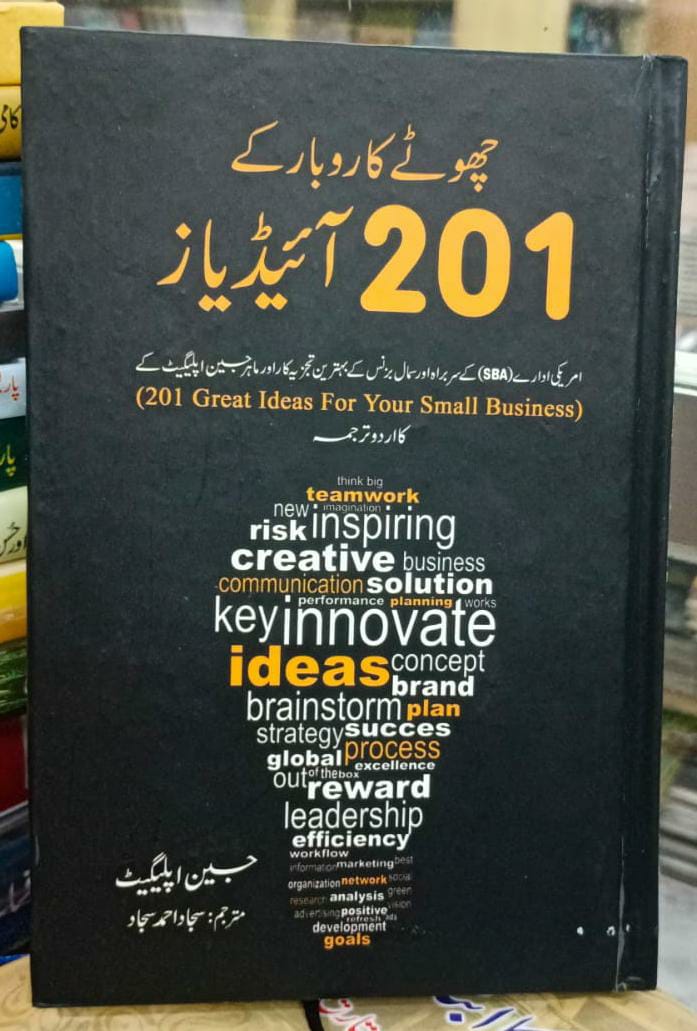 چھوٹے کاروبار کے
201 آئیڈیاز
امریکی ادارے (SBA) کے سربراہ اور سمال بزنس کے بہترین تجزیہ کار اور ماہر جین اپلیگیٹ کے
(201 Great Ideas For Your Small Business)
کا اردو ترجمہ
think big
teamwork
new imagination
risk inspiring
creative business
communication solution
performance planning works
key innovate
ideas concept
brand
brainstorm plan
strategy succes
process
global excellence
out of the box
reward
leadership
efficiency
workflow
information marketing best
organization network social
research analysis green
vision
advertising positive
refresh ads
development
goals
جین اپلیگیٹ
مترجم: سجاد احمد سجاد